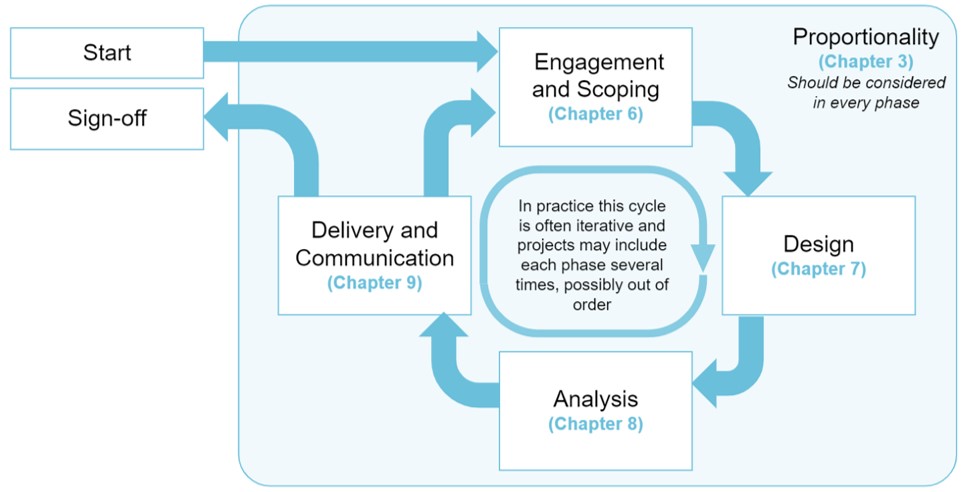 Start
Sign-off
Engagement
and Scoping
(Chapter 6)
Proportionality
(Chapter 3)
Should be considered
in every phase
Delivery and
Communication
(Chapter 9)
In practice this cycle
is often iterative and
projects may include
each phase several
times, possibly out of
order
Design
(Chapter 7)
Analysis
(Chapter 8)